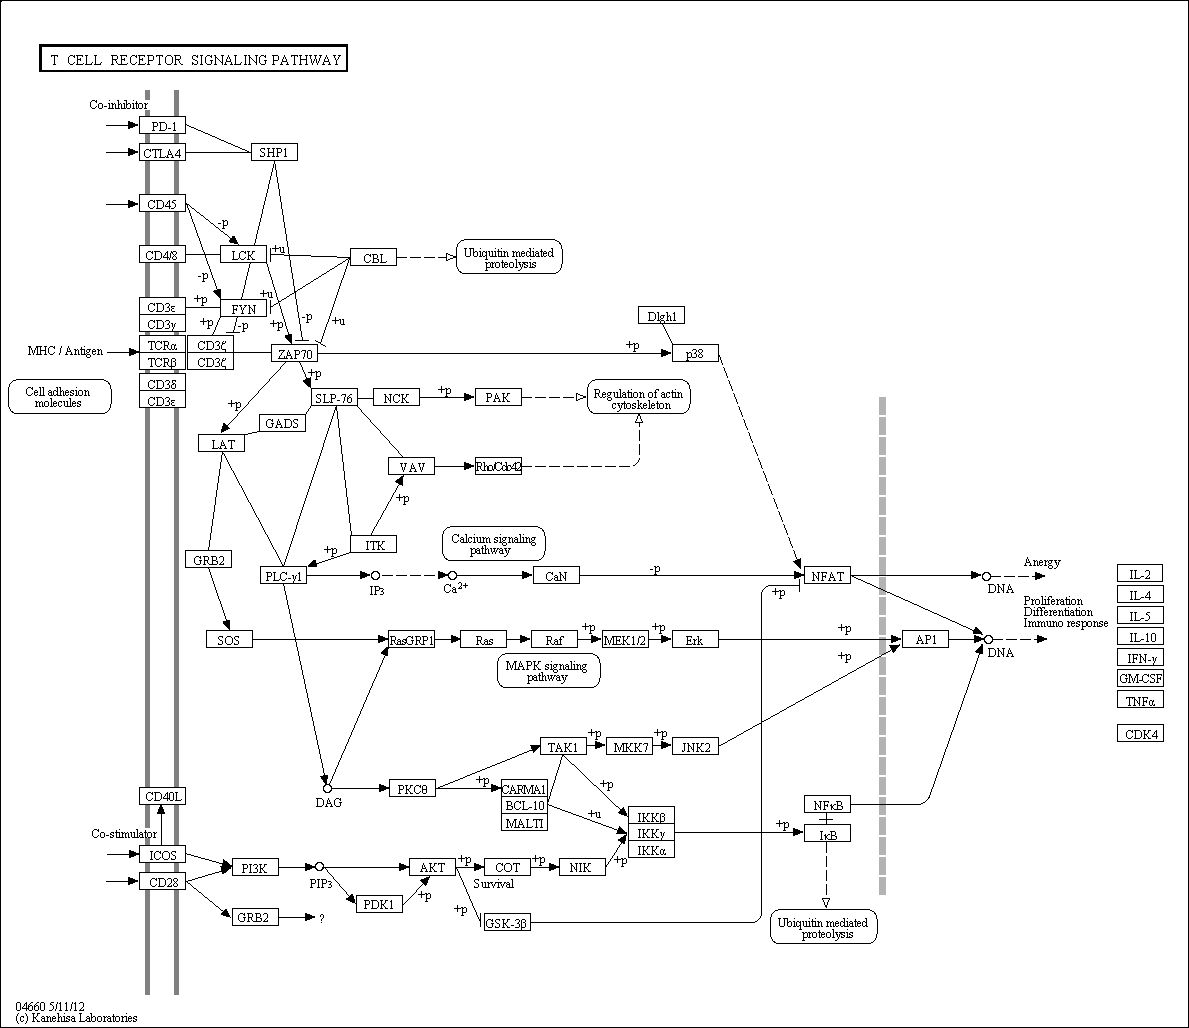 T CELL RECEPTOR SIGNALING PATHWAY
Co-inhibitor
PD-1
CTLA4
SHP1
CD45
-p
CD4/8
LCK
+u
CBL
Ubiquitin mediated
proteolysis
-p
CD3ε
+p
FYN
+u
CD3γ
+p
-p
+p
-p
+u
Dlgh1
MHC / Antigen
TCRα
CD3ζ
ZAP70
+p
p38
TCRβ
CD3ζ
+p
Cell adhesion
molecules
CD3δ
CD3ε
+p
SLP-76
NCK
+p
PAK
Regulation of actin
cytoskeleton
GADS
LAT
VAV
Rho/Cdc42
+p
ITK
+p
GRB2
Calcium signaling
pathway
PLC-γ1
IP3
Ca2+
CaN
-p
NFAT
+p
DNA
Anergy
SOS
RasGRP1
Ras
Raf
+p
MEK1/2
+p
Erk
+p
AP1
DNA
Proliferation
Differentiation
Immuno response
MAPK signaling
pathway
+p
IL-2
IL-4
IL-5
IL-10
IFN-γ
GM-CSF
TNFα
CDK4
TAK1
+p
MKK7
+p
JNK2
DAG
PKCθ
+p
CARMA1
BCL-10
MALT1
+p
+u
IKKβ
IKKγ
IKKα
+p
NFκB
IκB
CD40L
Co-stimulator
ICOS
CD28
PI3K
PIP3
AKT
+p
COT
+p
NIK
+p
Survival
PDK1
+p
+p
GRB2
?
GSK-3β
Ubiquitin mediated
proteolysis
04660 5/11/12
(c) Kanehisa Laboratories